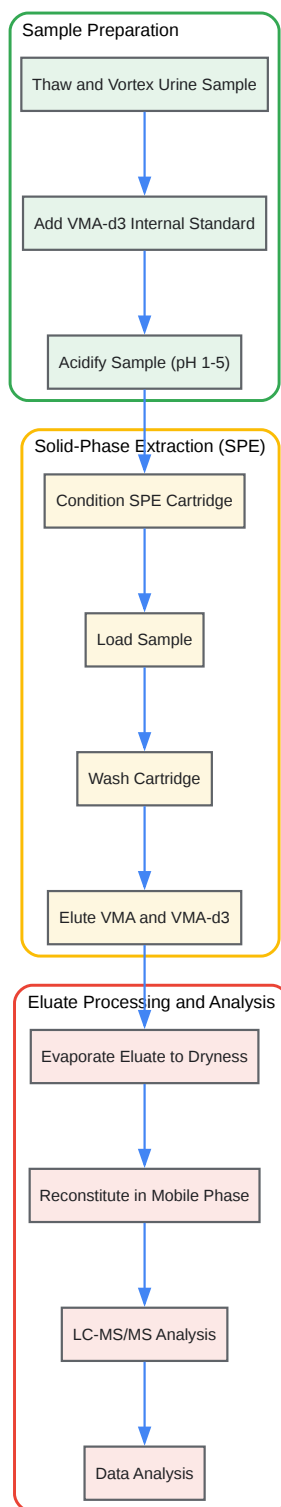 Sample Preparation
Thaw and Vortex Urine Sample
Add VMA-d3 Internal Standard
Acidify Sample (pH 1-5)
Solid-Phase Extraction (SPE)
Condition SPE Cartridge
Load Sample
Wash Cartridge
Elute VMA and VMA-d3
Eluate Processing and Analysis
Evaporate Eluate to Dryness
Reconstitute in Mobile Phase
LC-MS/MS Analysis
Data Analysis